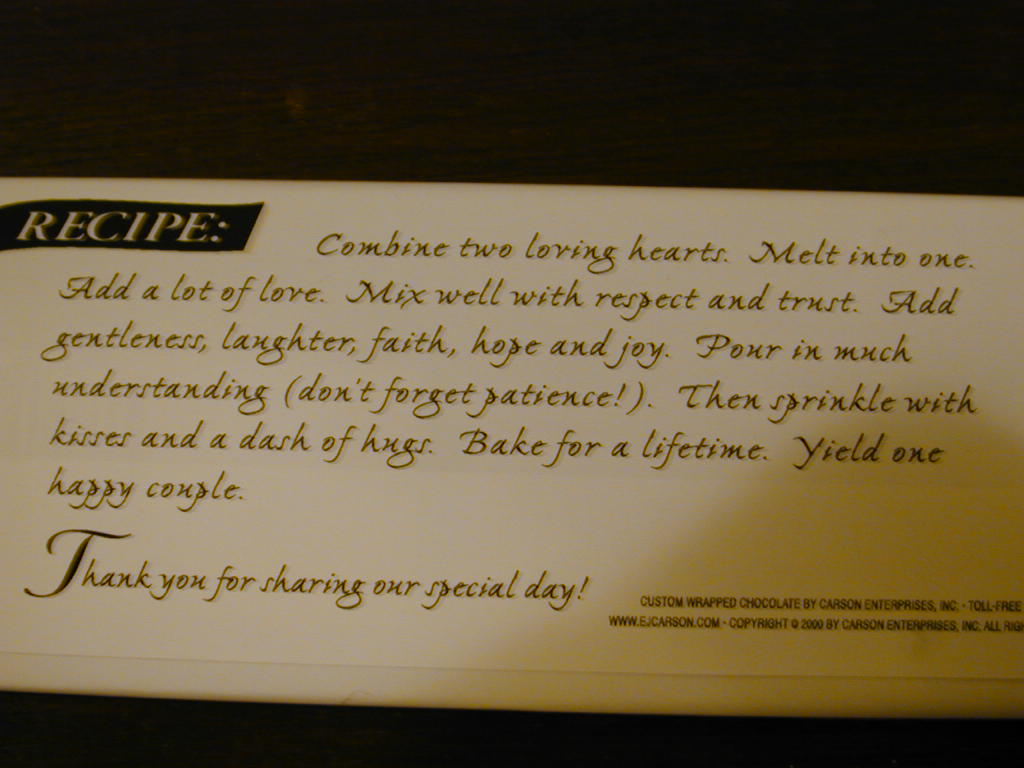 RECIPE: Combine two loving hearts. Melt into one.
Add a lot of love. Mix well with respect and trust. Add
gentleness, laughter, faith, hope and joy. Pour in much
understanding (don't forget patience!). Then sprinkle with
kisses and a dash of hugs. Bake for a lifetime. Yield one
happy couple.
Thank you for sharing our special day!
CUSTOM WRAPPED CHOCOLATE BY CARSON ENTERPRISES, INC. · TOLL-FREE
WWW.EJCARSON.COM · COPYRIGHT © 2000 BY CARSON ENTERPRISES, INC. ALL